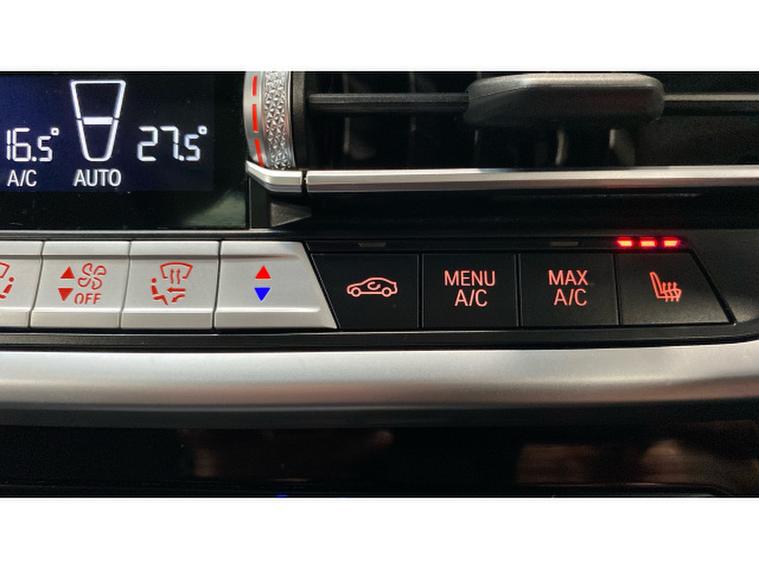 16.5° 27.5°
A/C AUTO
OFF
MENU
A/C
MAX
A/C